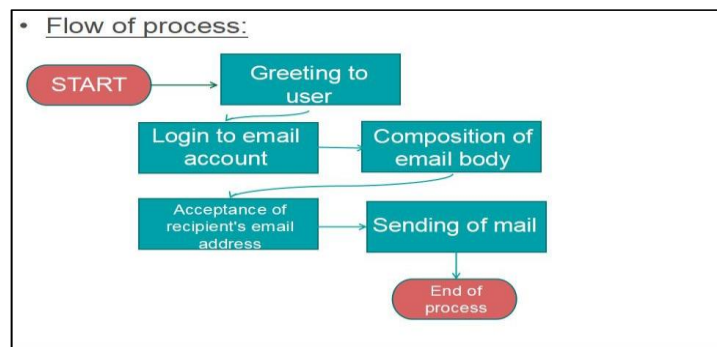 • Flow of process:
START
Greeting to
user
Login to email
account
Composition of
email body
Acceptance of
recipient's email
address
Sending of mail
End of
process